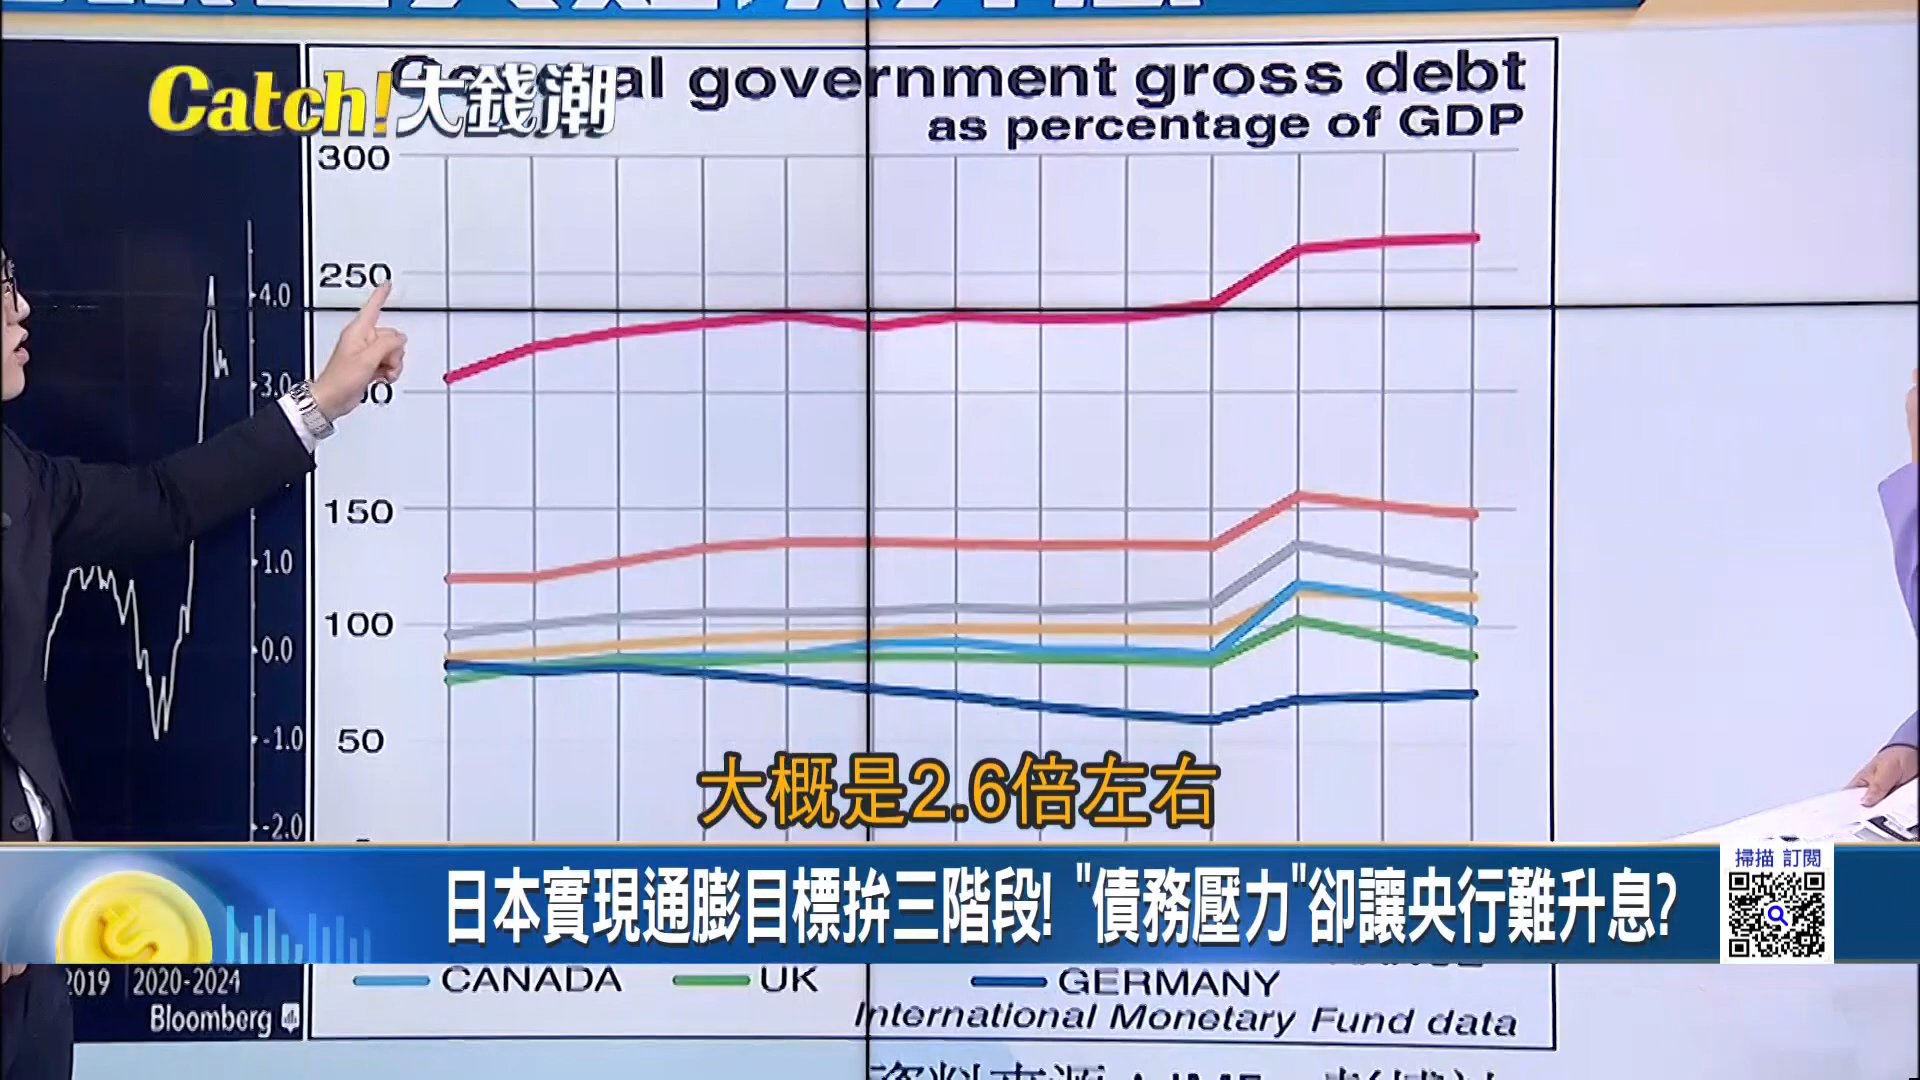 Catch!大錢潮
government gross debt
as percentage of GDP
300
250
150
100
50
4.0
3.0
1.0
0.0
-1.0
-2.0
大概是2.6倍左右
日本實現通膨目標拚三階段! "債務壓力"卻讓央行難升息?
掃描 訂閱
2019 2020-2024
Bloomberg
CANADA UK GERMANY
International Monetary Fund data